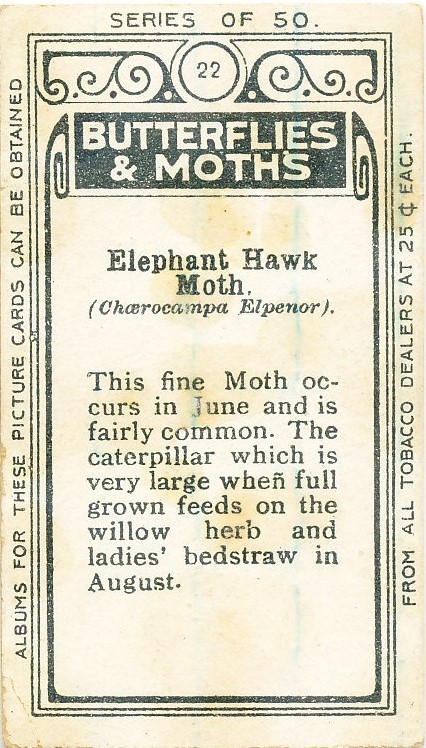 SERIES OF 50.
22
BUTTERFLIES
& MOTHS
Elephant Hawk
Moth.
(Chærocampa Elpenor).
This fine Moth oc-
curs in June and is
fairly common. The
caterpillar which is
very large when full
grown feeds on the
willow herb and
ladies' bedstraw in
August.
ALBUMS FOR THESE PICTURE CARDS CAN BE OBTAINED
FROM ALL TOBACCO DEALERS AT 25 ¢ EACH.